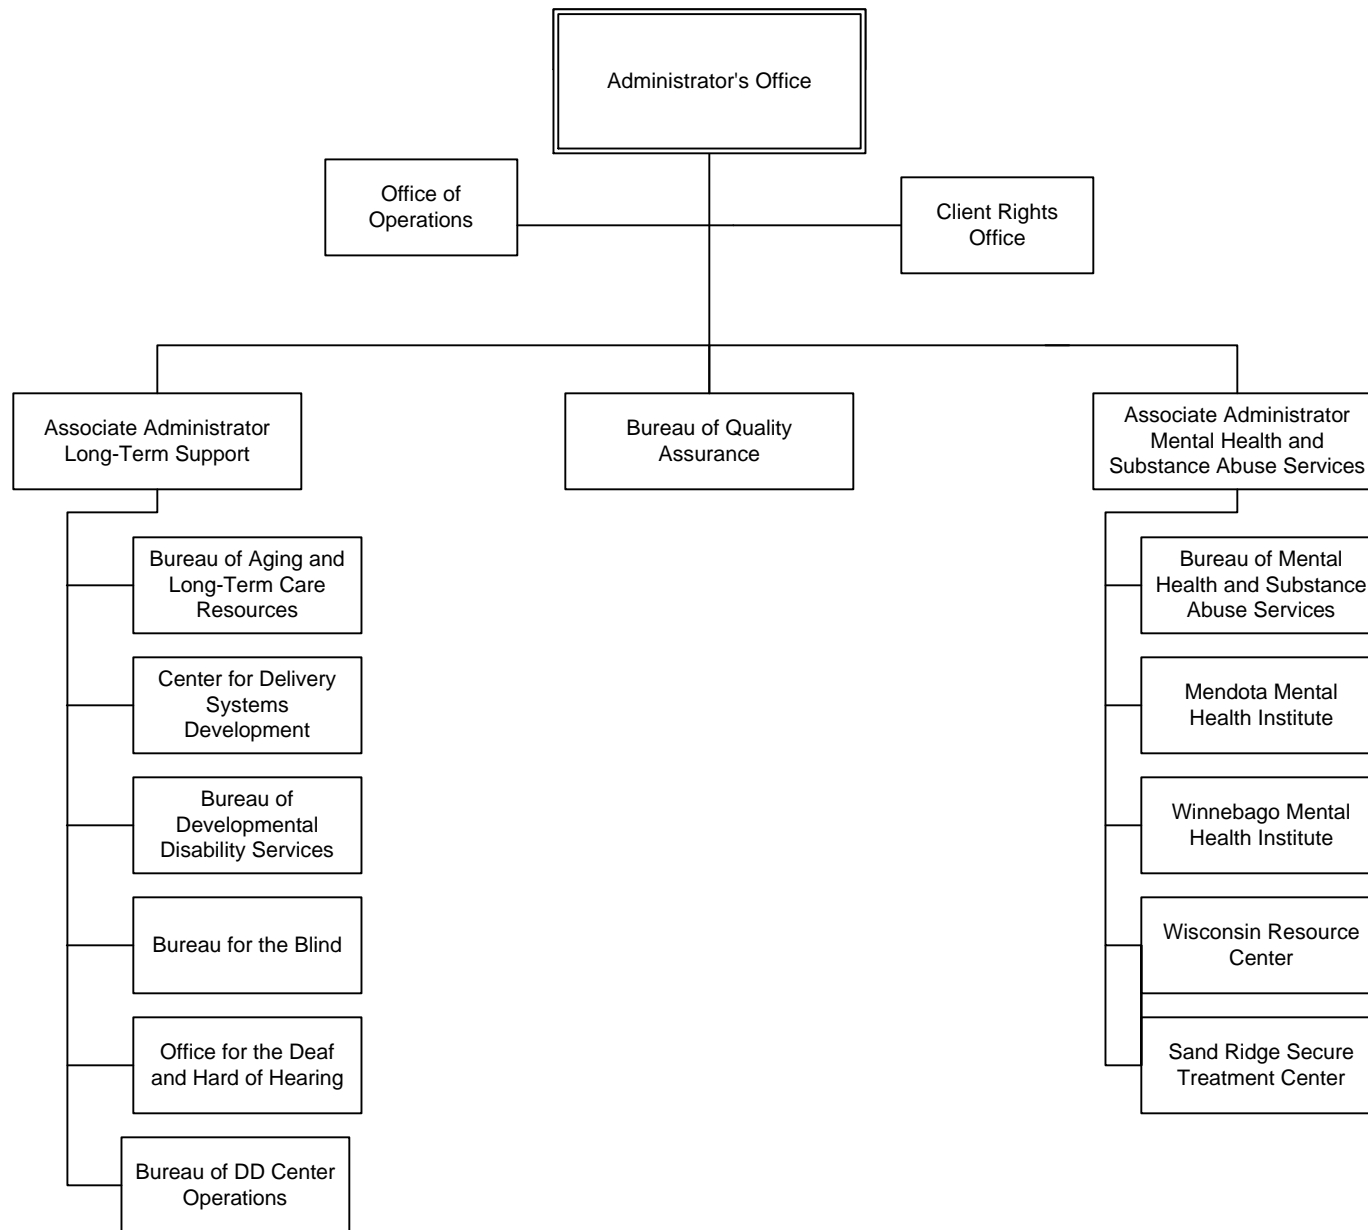 Administrator's Office
Office of
Operations
Client Rights
Office
Associate Administrator
Long-Term Support
Bureau of Quality
Assurance
Associate Administrator
Mental Health and
Substance Abuse Services
Bureau of Aging and
Long-Term Care
Resources
Center for Delivery
Systems
Development
Bureau of
Developmental
Disability Services
Bureau for the Blind
Office for the Deaf
and Hard of Hearing
Bureau of DD Center
Operations
Bureau of Mental
Health and Substance
Abuse Services
Mendota Mental
Health Institute
Winnebago Mental
Health Institute
Wisconsin Resource
Center
Sand Ridge Secure
Treatment Center